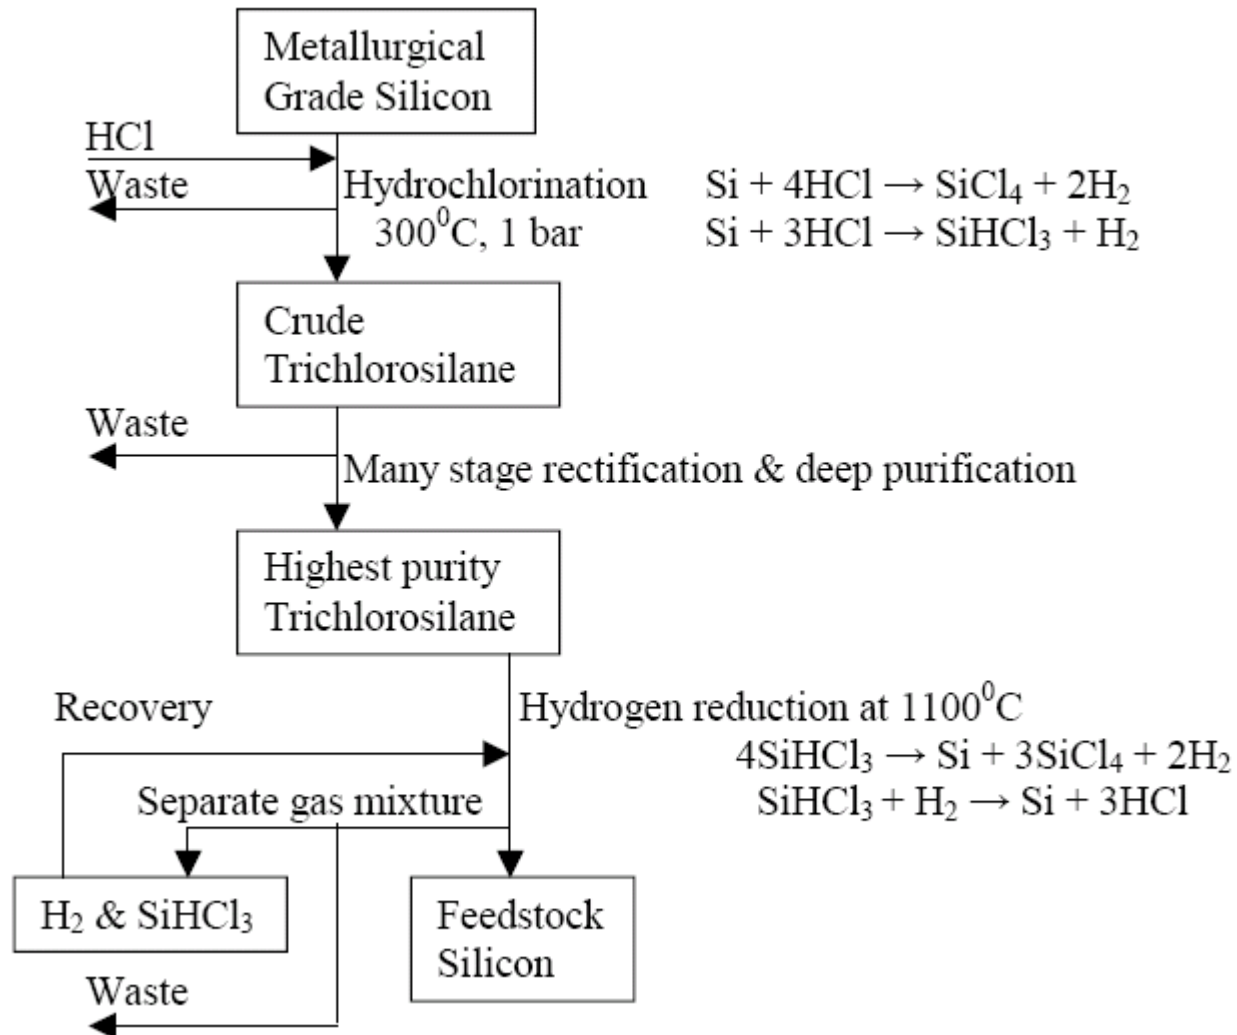 Metallurgical
Grade Silicon
HCl
Waste
Hydrochlorination
300⁰C, 1 bar
Si + 4HCl → SiCl₄ + 2H₂
Si + 3HCl → SiHCl₃ + H₂
Crude
Trichlorosilane
Waste
Many stage rectification & deep purification
Highest purity
Trichlorosilane
Recovery
Hydrogen reduction at 1100⁰C
4SiHCl₃ → Si + 3SiCl₄ + 2H₂
SiHCl₃ + H₂ → Si + 3HCl
Separate gas mixture
H₂ & SiHCl₃
Feedstock
Silicon
Waste